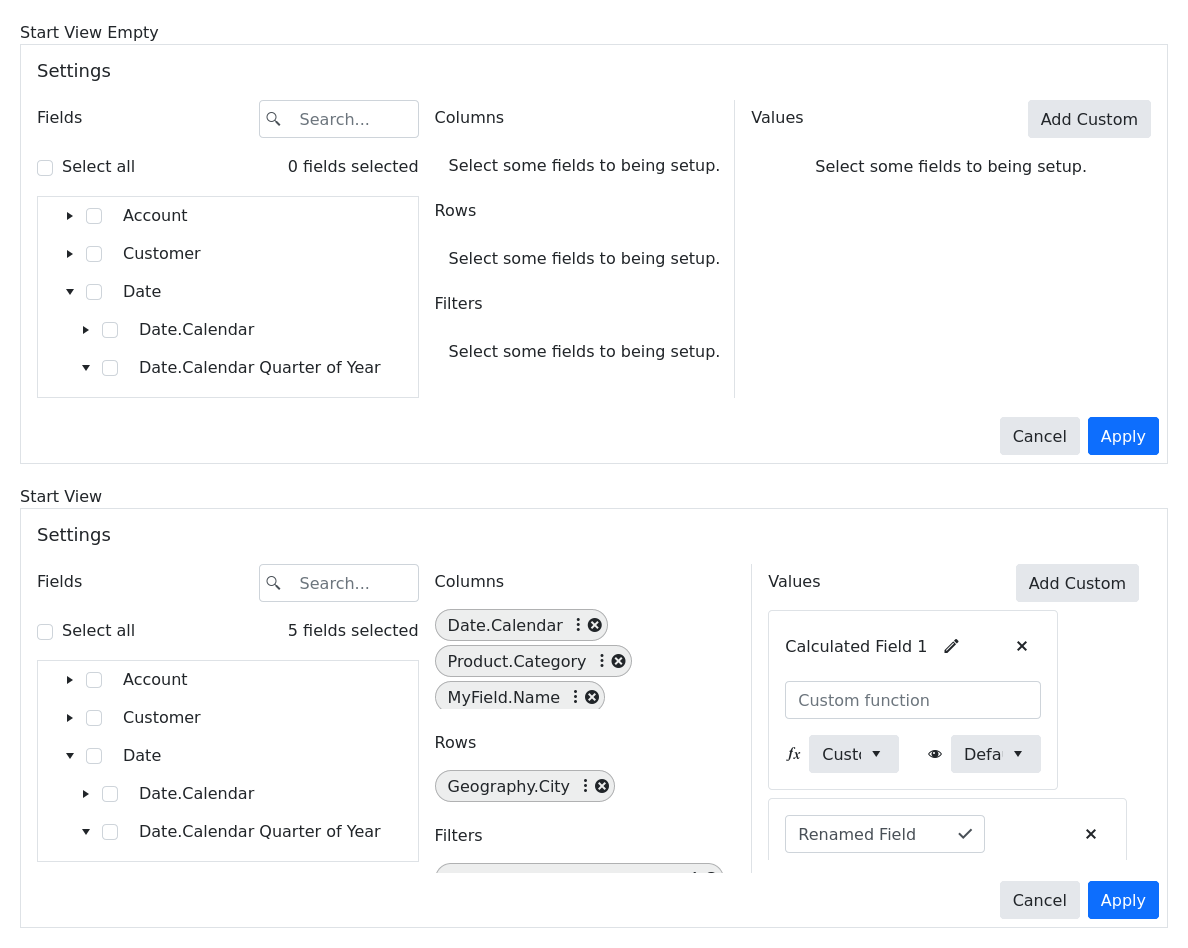 Start View Empty
Settings
Fields
Search...
Columns
Values
Add Custom
Select all
0 fields selected
Select some fields to being setup.
Select some fields to being setup.
Account
Rows
Customer
Select some fields to being setup.
Date
Filters
Date.Calendar
Select some fields to being setup.
Date.Calendar Quarter of Year
Cancel
Apply
Start View
Settings
Fields
Search...
Columns
Values
Add Custom
Select all
5 fields selected
Date.Calendar
Product.Category
MyField.Name
Account
Customer
Date
Date.Calendar
Date.Calendar Quarter of Year
Rows
Geography.City
Filters
Calculated Field 1
Custom function
fx
Custo
Defau
Renamed Field
Cancel
Apply